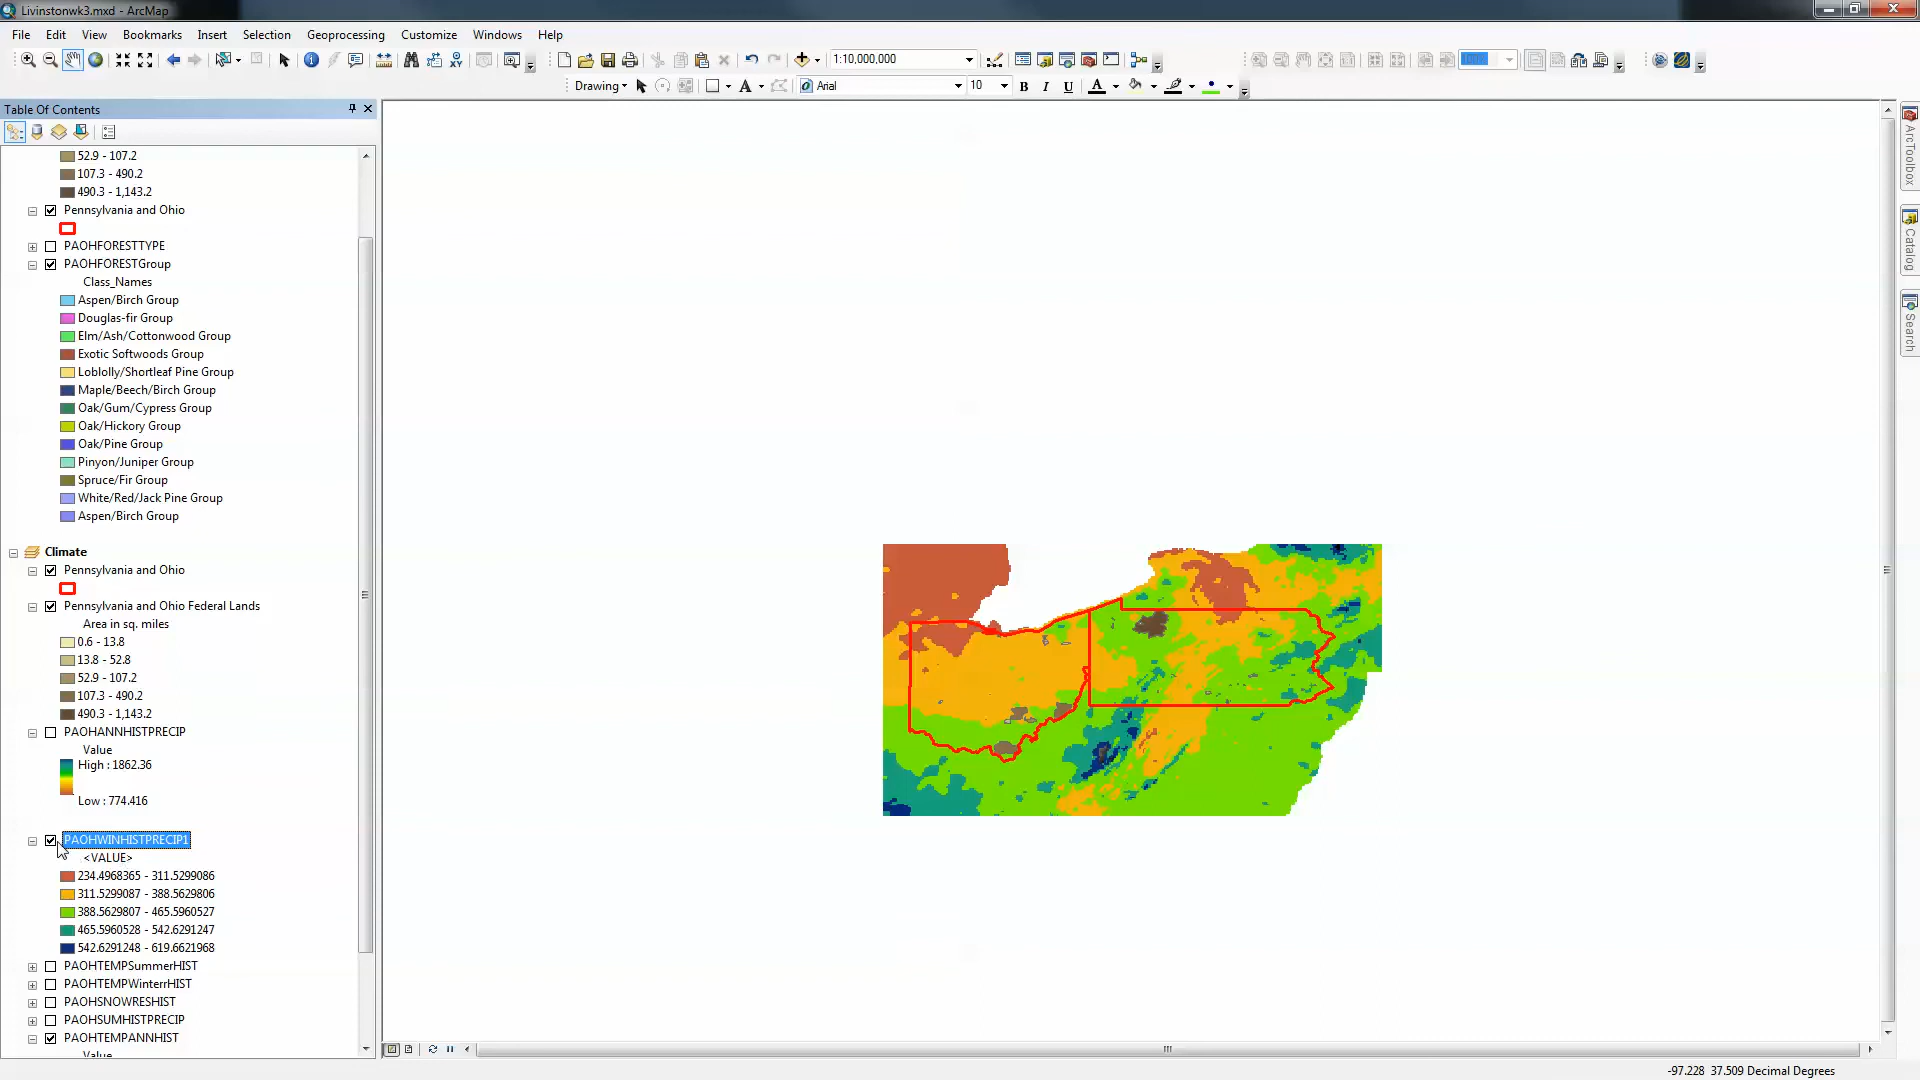 Livinstonwk3.mxd - ArcMap
File Edit View Bookmarks Insert Selection Geoprocessing Customize Windows Help
1:10,000,000
Drawing Arial 10 B I U A
Table Of Contents
52.9 - 107.2
107.3 - 490.2
490.3 - 1,143.2
Pennsylvania and Ohio
PAOHFORESTTYPE
PAOHFORESTGroup
Class_Names
Aspen/Birch Group
Douglas-fir Group
Elm/Ash/Cottonwood Group
Exotic Softwoods Group
Loblolly/Shortleaf Pine Group
Maple/Beech/Birch Group
Oak/Gum/Cypress Group
Oak/Hickory Group
Oak/Pine Group
Pinyon/Juniper Group
Spruce/Fir Group
White/Red/Jack Pine Group
Aspen/Birch Group
Climate
Pennsylvania and Ohio
Pennsylvania and Ohio Federal Lands
Area in sq. miles
0.6 - 13.8
13.8 - 52.8
52.9 - 107.2
107.3 - 490.2
490.3 - 1,143.2
PAOHANNHISTPRECIP
Value
High : 1862.36
Low : 774.416
PAOHWINHISTPRECIP1
<VALUE>
234.4968365 - 311.5299086
311.5299087 - 388.5629806
388.5629807 - 465.5960527
465.5960528 - 542.6291247
542.6291248 - 619.6621968
PAOHTEMPSummerHIST
PAOHTEMPWinterrHIST
PAOHSNOWRESHIST
PAOHSUMHISTPRECIP
PAOHTEMPANNHIST
Value
ArcToolbox
Catalog
Search
-97.228 37.509 Decimal Degrees